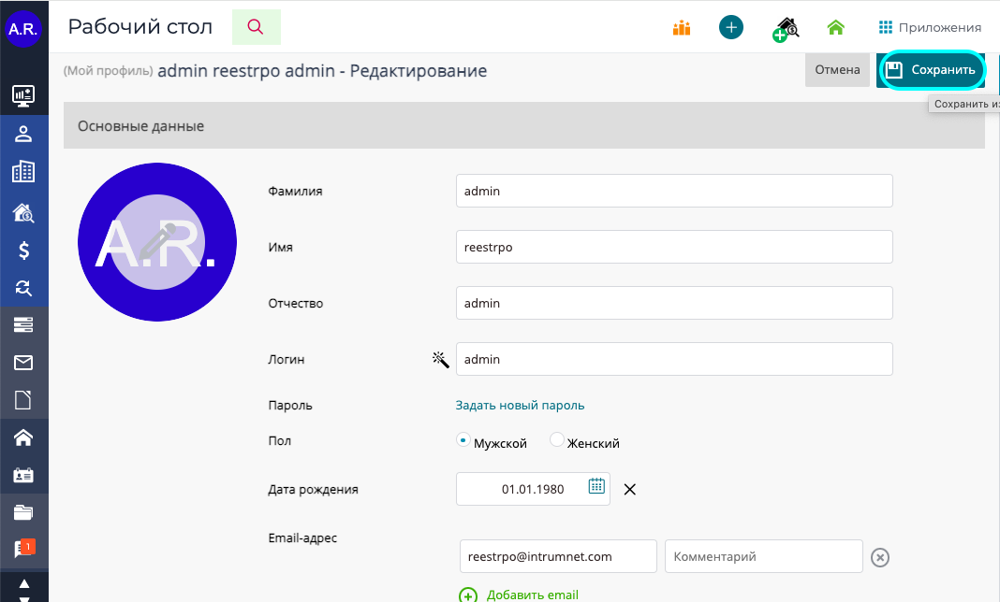 A.R.
Рабочий стол
Приложения
(Мой профиль) admin reestrpo admin - Редактирование
Отмена
Сохранить
Сохранить из
Основные данные
A.R.
Фамилия
admin
Имя
reestrpo
Отчество
admin
Логин
admin
Пароль
Задать новый пароль
Пол
Мужской
Женский
Дата рождения
01.01.1980
Email-адрес
reestrpo@intrumnet.com
Комментарий
1
Добавить email